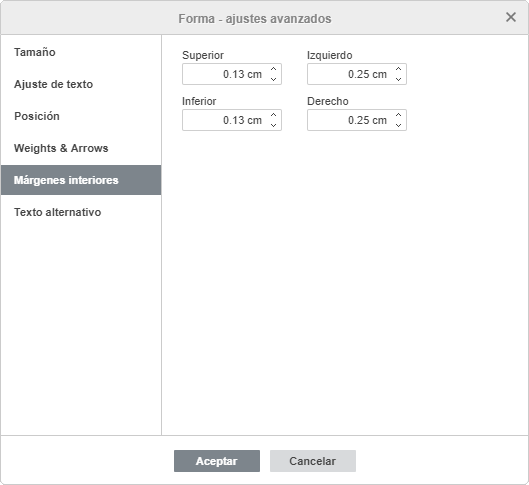 Forma - ajustes avanzados
Tamaño
Ajuste de texto
Posición
Weights & Arrows
Márgenes interiores
Texto alternativo
Superior Izquierdo
0.13 cm 0.25 cm
Inferior Derecho
0.13 cm 0.25 cm
Aceptar Cancelar